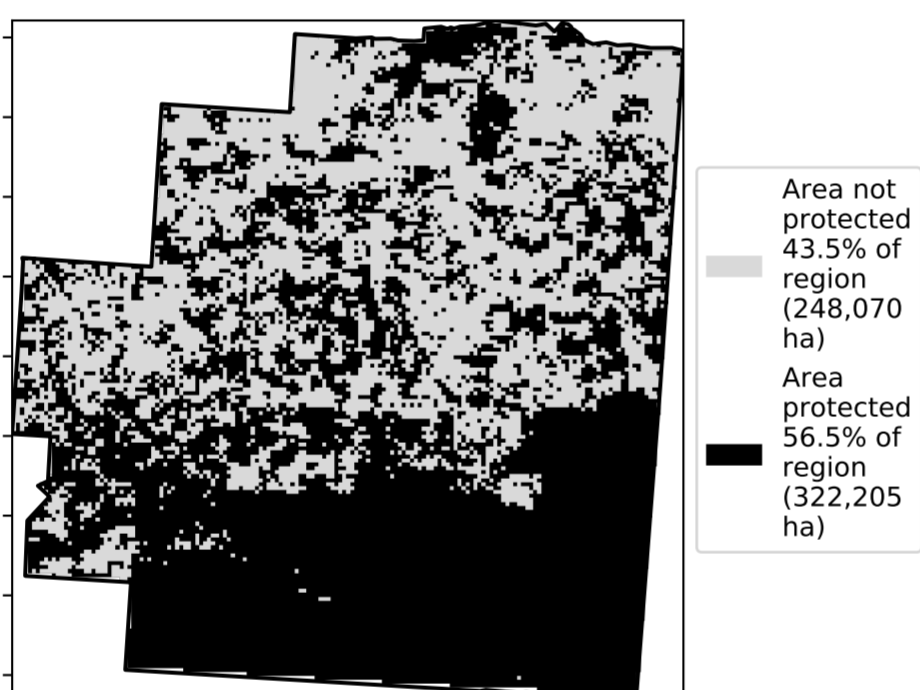 Area not
protected
43.5% of
region
(248,070
ha)
Area
protected
56.5% of
region
(322,205
ha)